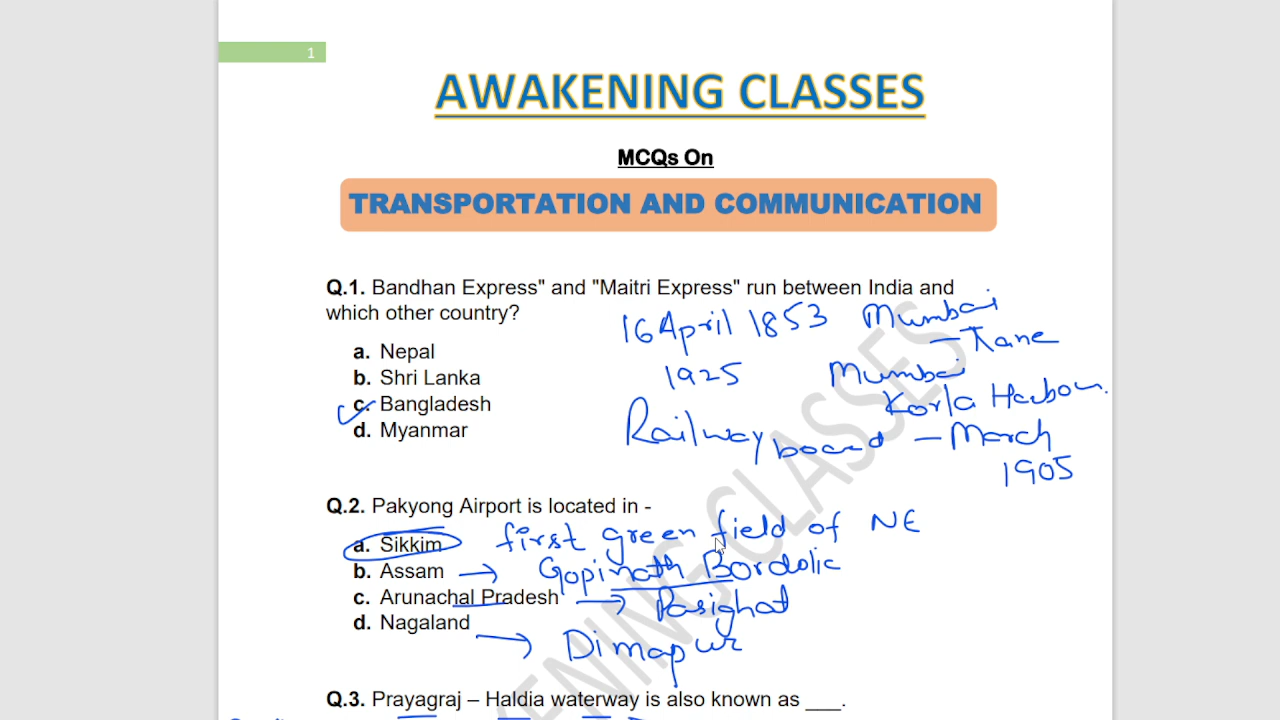 1
AWAKENING CLASSES
MCQs On
TRANSPORTATION AND COMMUNICATION
Q.1. Bandhan Express" and "Maitri Express" run between India and
which other country?
16 April 1853 Mumbai
- Tane
a. Nepal
1925 Mumbai
b. Shri Lanka
Korla Harbour.
c. Bangladesh
d. Myanmar
Railway board - March
1905
Q.2. Pakyong Airport is located in -
a. Sikkim first green field of NE
b. Assam → Gopinath Bordolic
c. Arunachal Pradesh → Pasighat
d. Nagaland → Dimapur
Q.3. Prayagraj – Haldia waterway is also known as ___.